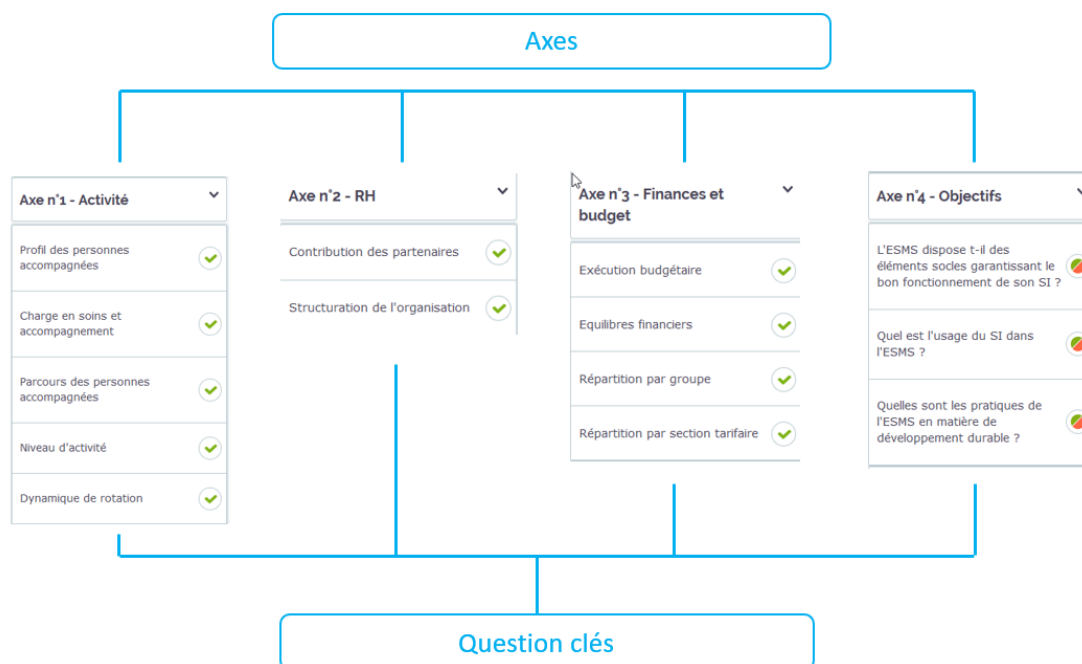 Axes
Axe n°1 - Activité
Profil des personnes
accompagnées
Charge en soins et
accompagnement
Parcours des personnes
accompagnées
Niveau d'activité
Dynamique de rotation
Axe n°2 - RH
Contribution des partenaires
Structuration de l'organisation
Axe n°3 - Finances et
budget
Exécution budgétaire
Equilibres financiers
Répartition par groupe
Répartition par section tarifaire
Axe n°4 - Objectifs
L'ESMS dispose t-il des
éléments socles garantissant le
bon fonctionnement de son SI ?
Quel est l'usage du SI dans
l'ESMS ?
Quelles sont les pratiques de
l'ESMS en matière de
développement durable ?
Question clés